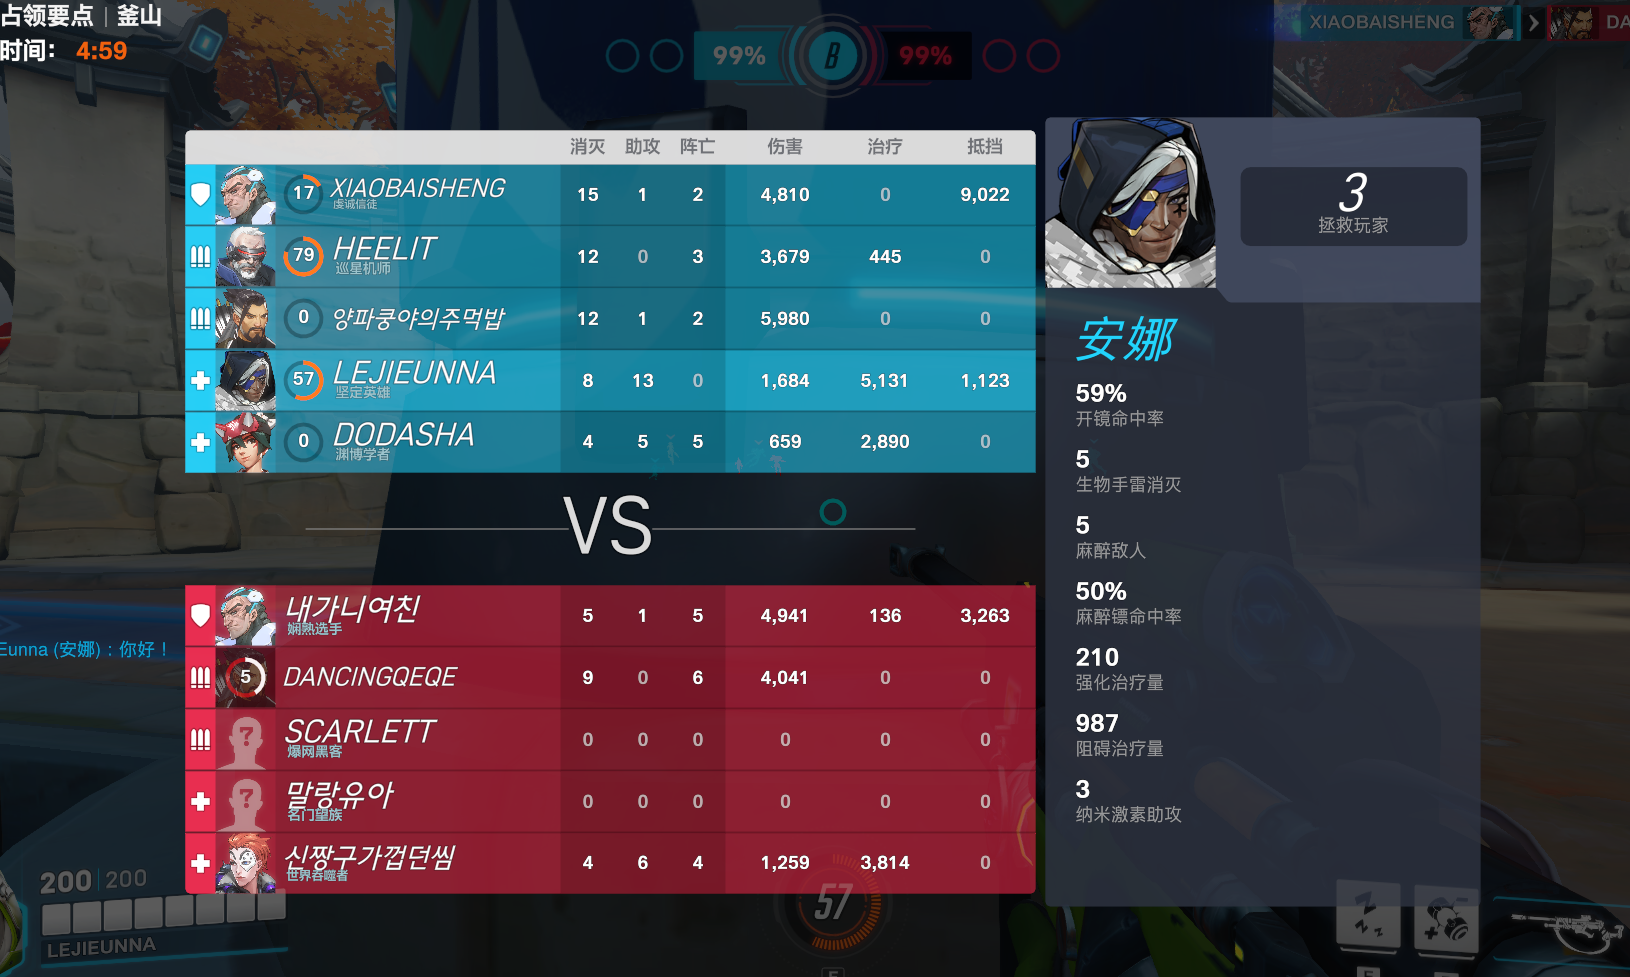 占领要点 | 釜山
时间： 4:59
99% B 99%
XIAOBAISHENG > DA
消灭 助攻 阵亡 伤害 治疗 抵挡
17 XIAOBAISHENG 15 1 2 4,810 0 9,022
虔诚信徒
79 HEELIT 12 0 3 3,679 445 0
巡星机师
0 양파쿵야의주먹밥 12 1 2 5,980 0 0
57 LEJIEUNNA 8 13 0 1,684 5,131 1,123
坚定英雄
0 DODASHA 4 5 5 659 2,890 0
渊博学者
VS
내가니여친 5 1 5 4,941 136 3,263
娴熟选手
5 DANCINGQEQE 9 0 6 4,041 0 0
? SCARLETT 0 0 0 0 0 0
爆网黑客
? 말랑유아 0 0 0 0 0 0
名门望族
신짱구가껍던씸 4 6 4 1,259 3,814 0
世界吞噬者
3
拯救玩家
安娜
59%
开镜命中率
5
生物手雷消灭
5
麻醉敌人
50%
麻醉镖命中率
210
强化治疗量
987
阻碍治疗量
3
纳米激素助攻
Eunna (安娜)：你好！
200 | 200
LEJIEUNNA
57
E